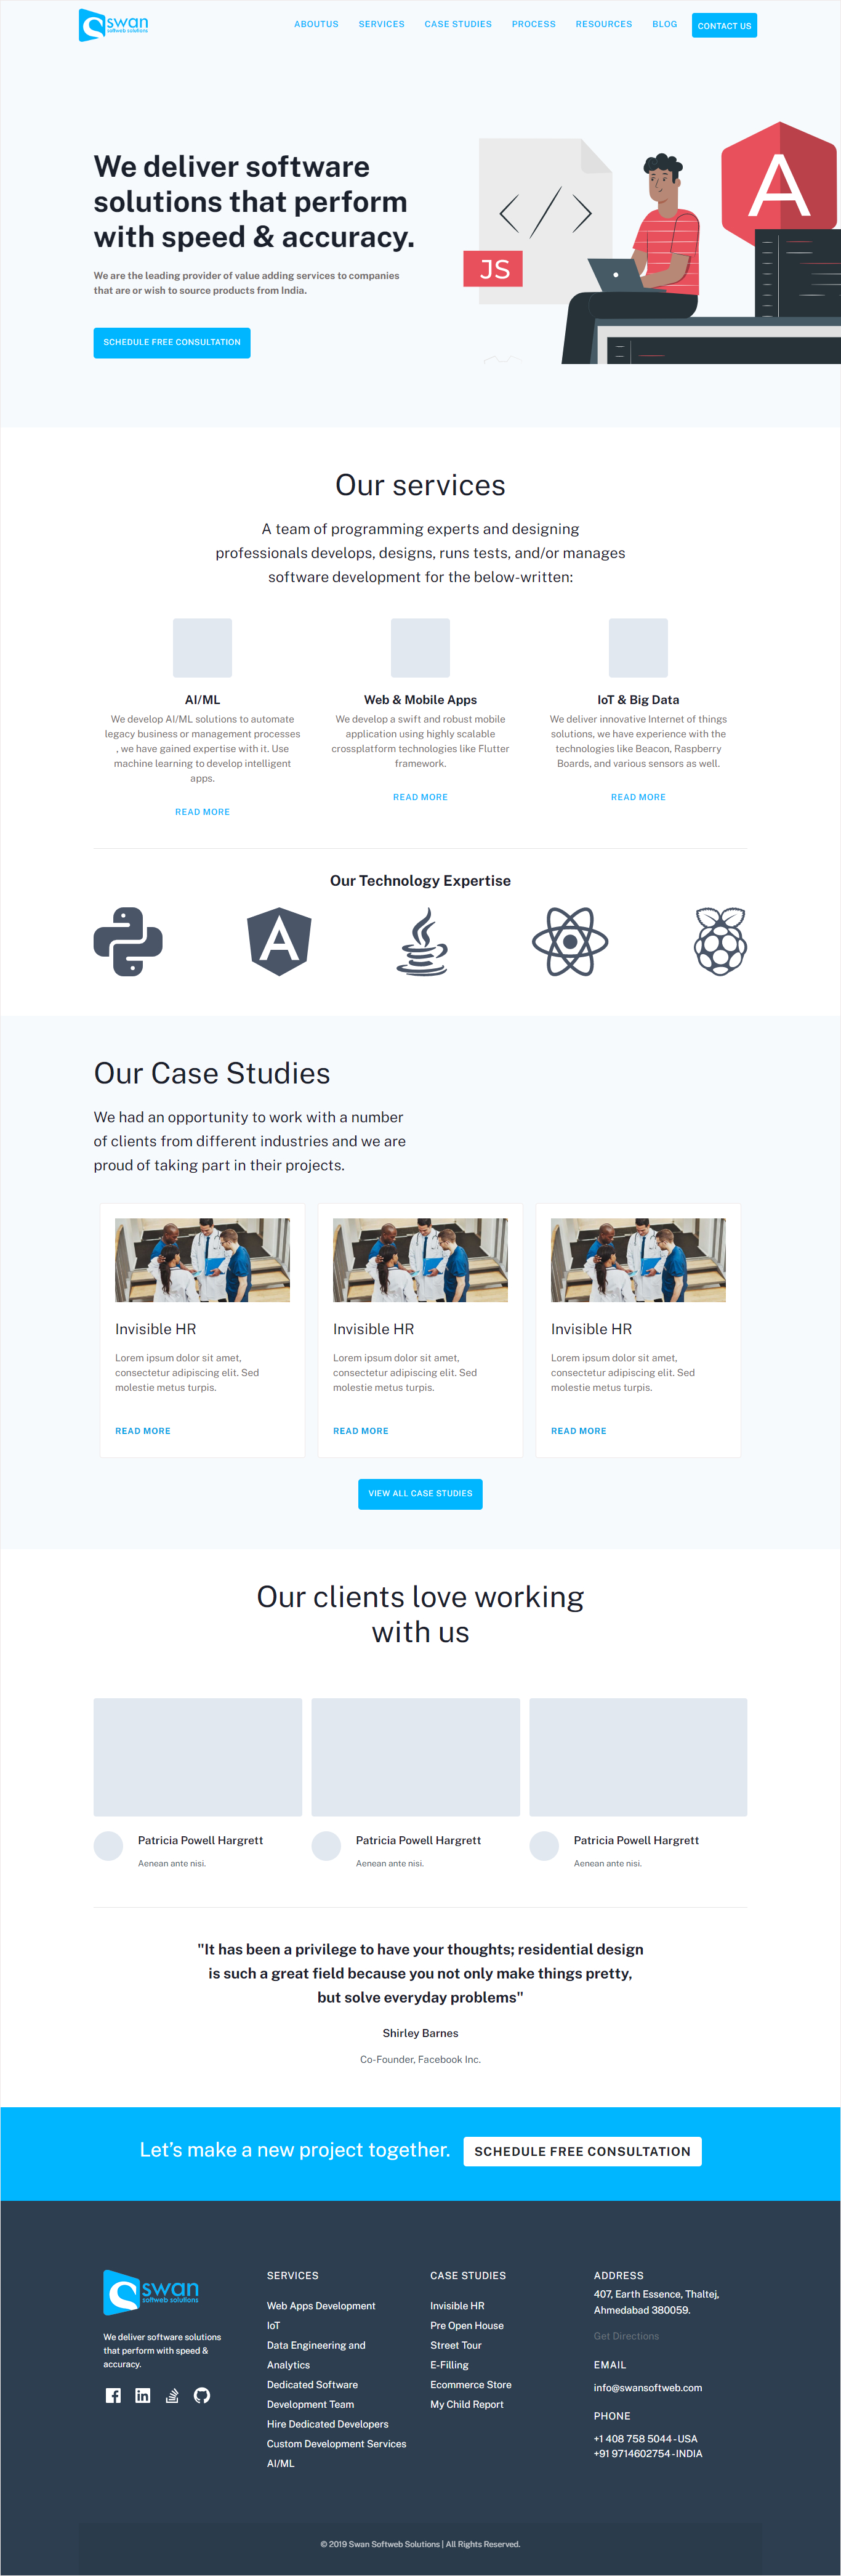 swan
softweb solutions
ABOUTUS SERVICES CASE STUDIES PROCESS RESOURCES BLOG CONTACT US
We deliver software
solutions that perform
with speed & accuracy.
We are the leading provider of value adding services to companies
that are or wish to source products from India.
SCHEDULE FREE CONSULTATION
</>
JS
A
Our services
A team of programming experts and designing
professionals develops, designs, runs tests, and/or manages
software development for the below-written:
AI/ML
We develop AI/ML solutions to automate
legacy business or management processes
, we have gained expertise with it. Use
machine learning to develop intelligent
apps.
READ MORE
Web & Mobile Apps
We develop a swift and robust mobile
application using highly scalable
crossplatform technologies like Flutter
framework.
READ MORE
IoT & Big Data
We deliver innovative Internet of things
solutions, we have experience with the
technologies like Beacon, Raspberry
Boards, and various sensors as well.
READ MORE
Our Technology Expertise
A
Our Case Studies
We had an opportunity to work with a number
of clients from different industries and we are
proud of taking part in their projects.
Invisible HR
Lorem ipsum dolor sit amet,
consectetur adipiscing elit. Sed
molestie metus turpis.
READ MORE
Invisible HR
Lorem ipsum dolor sit amet,
consectetur adipiscing elit. Sed
molestie metus turpis.
READ MORE
Invisible HR
Lorem ipsum dolor sit amet,
consectetur adipiscing elit. Sed
molestie metus turpis.
READ MORE
VIEW ALL CASE STUDIES
Our clients love working
with us
Patricia Powell Hargrett
Aenean ante nisi.
Patricia Powell Hargrett
Aenean ante nisi.
Patricia Powell Hargrett
Aenean ante nisi.
"It has been a privilege to have your thoughts; residential design
is such a great field because you not only make things pretty,
but solve everyday problems"
Shirley Barnes
Co-Founder, Facebook Inc.
Let's make a new project together. SCHEDULE FREE CONSULTATION
swan
softweb solutions
We deliver software solutions
that perform with speed &
accuracy.
SERVICES
Web Apps Development
IoT
Data Engineering and
Analytics
Dedicated Software
Development Team
Hire Dedicated Developers
Custom Development Services
AI/ML
CASE STUDIES
Invisible HR
Pre Open House
Street Tour
E-Filling
Ecommerce Store
My Child Report
ADDRESS
407, Earth Essence, Thaltej,
Ahmedabad 380059.
Get Directions
EMAIL
info@swansoftweb.com
PHONE
+1 408 758 5044 - USA
+91 9714602754 - INDIA
© 2019 Swan Softweb Solutions | All Rights Reserved.